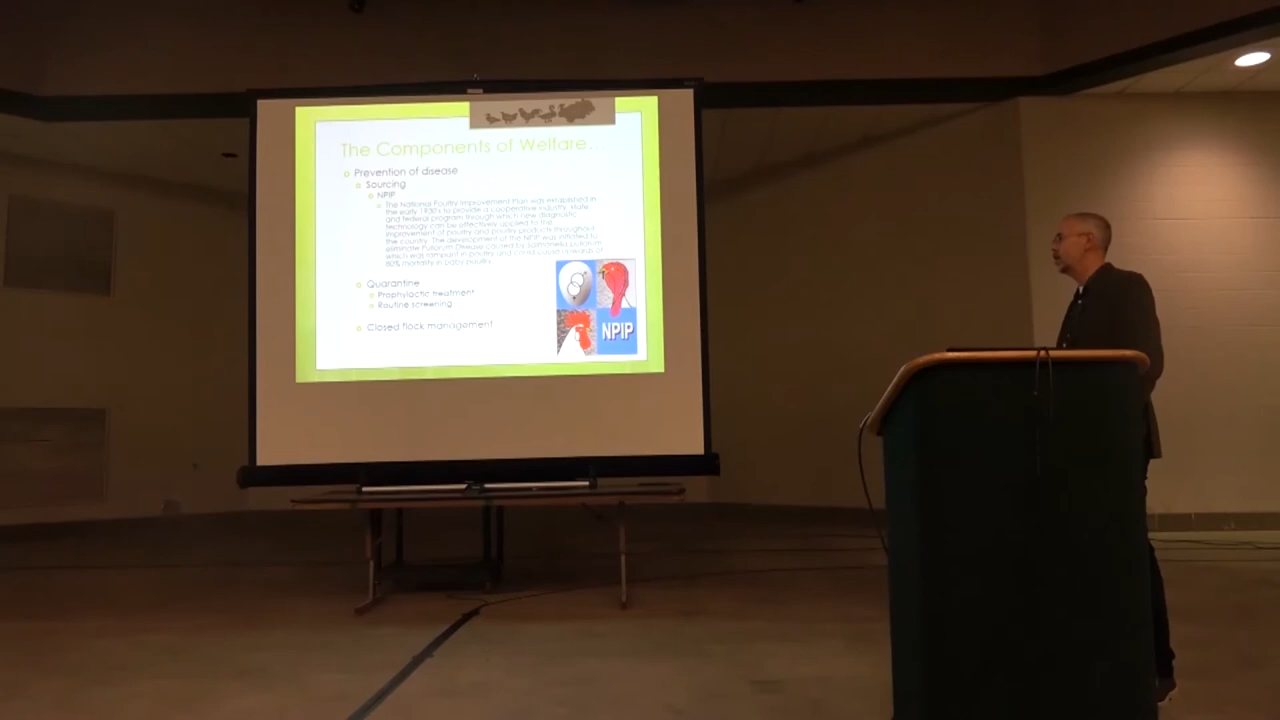 The Components of Welfare...
Prevention of disease
Sourcing
NPIP
The National Poultry Improvement Plan was established in
the early 1930's to provide a cooperative industry, state,
and federal program through which new diagnostic
technology can be effectively applied to the
improvement of poultry and poultry products throughout
the country. The development of the NPIP was initiated to
eliminate Pullorum Disease caused by Salmonella pullorum
which was rampant in poultry and could cause upwards of
80% mortality in baby poultry.
Quarantine
Prophylactic treatment
Routine screening
Closed flock management
NPIP